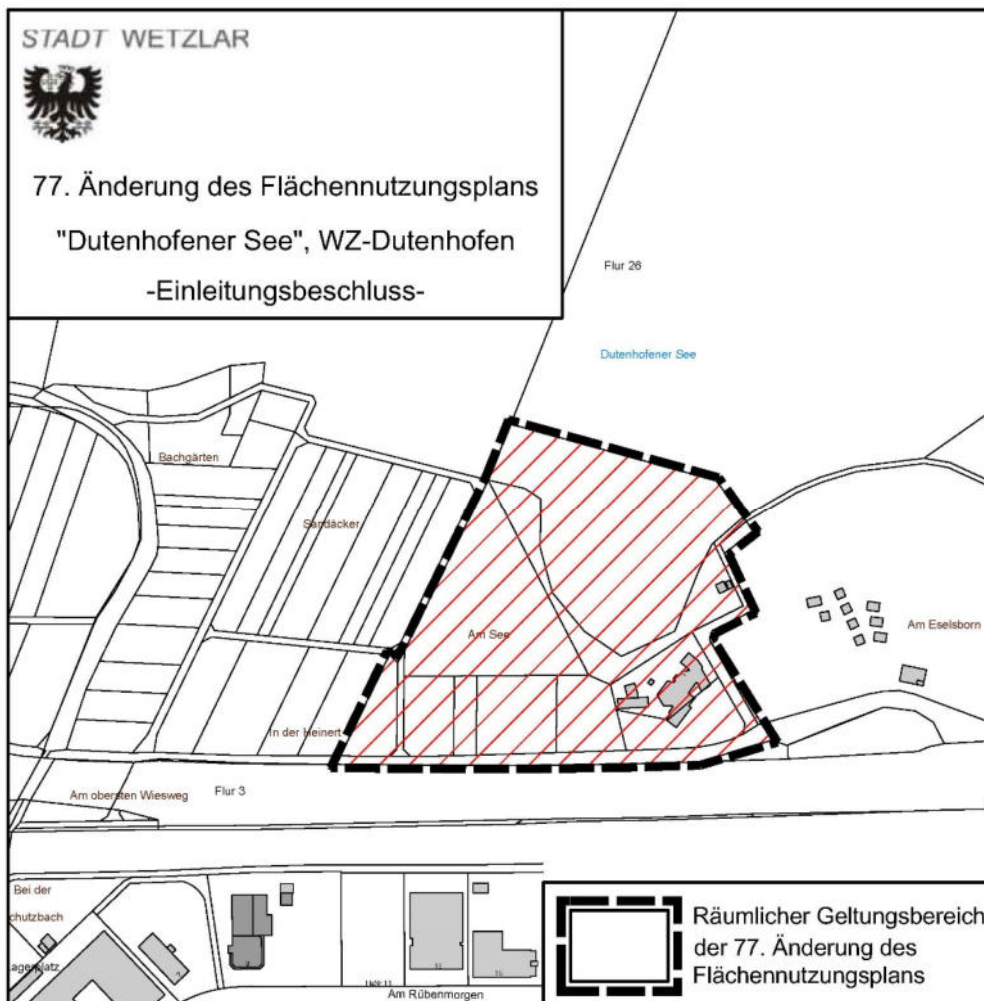 STADT WETZLAR
77. Änderung des Flächennutzungsplans
"Dutenhofener See", WZ-Dutenhofen
-Einleitungsbeschluss-
Flur 26
Dutenhofener See
Bachgärten
Sandäcker
Am See
Am Eselsborn
In der Heinert
Am obersten Wiesweg
Flur 3
Bei der
chutzbach
agerplatz
Am Rübenmorgen
Räumlicher Geltungsbereich
der 77. Änderung des
Flächennutzungsplans